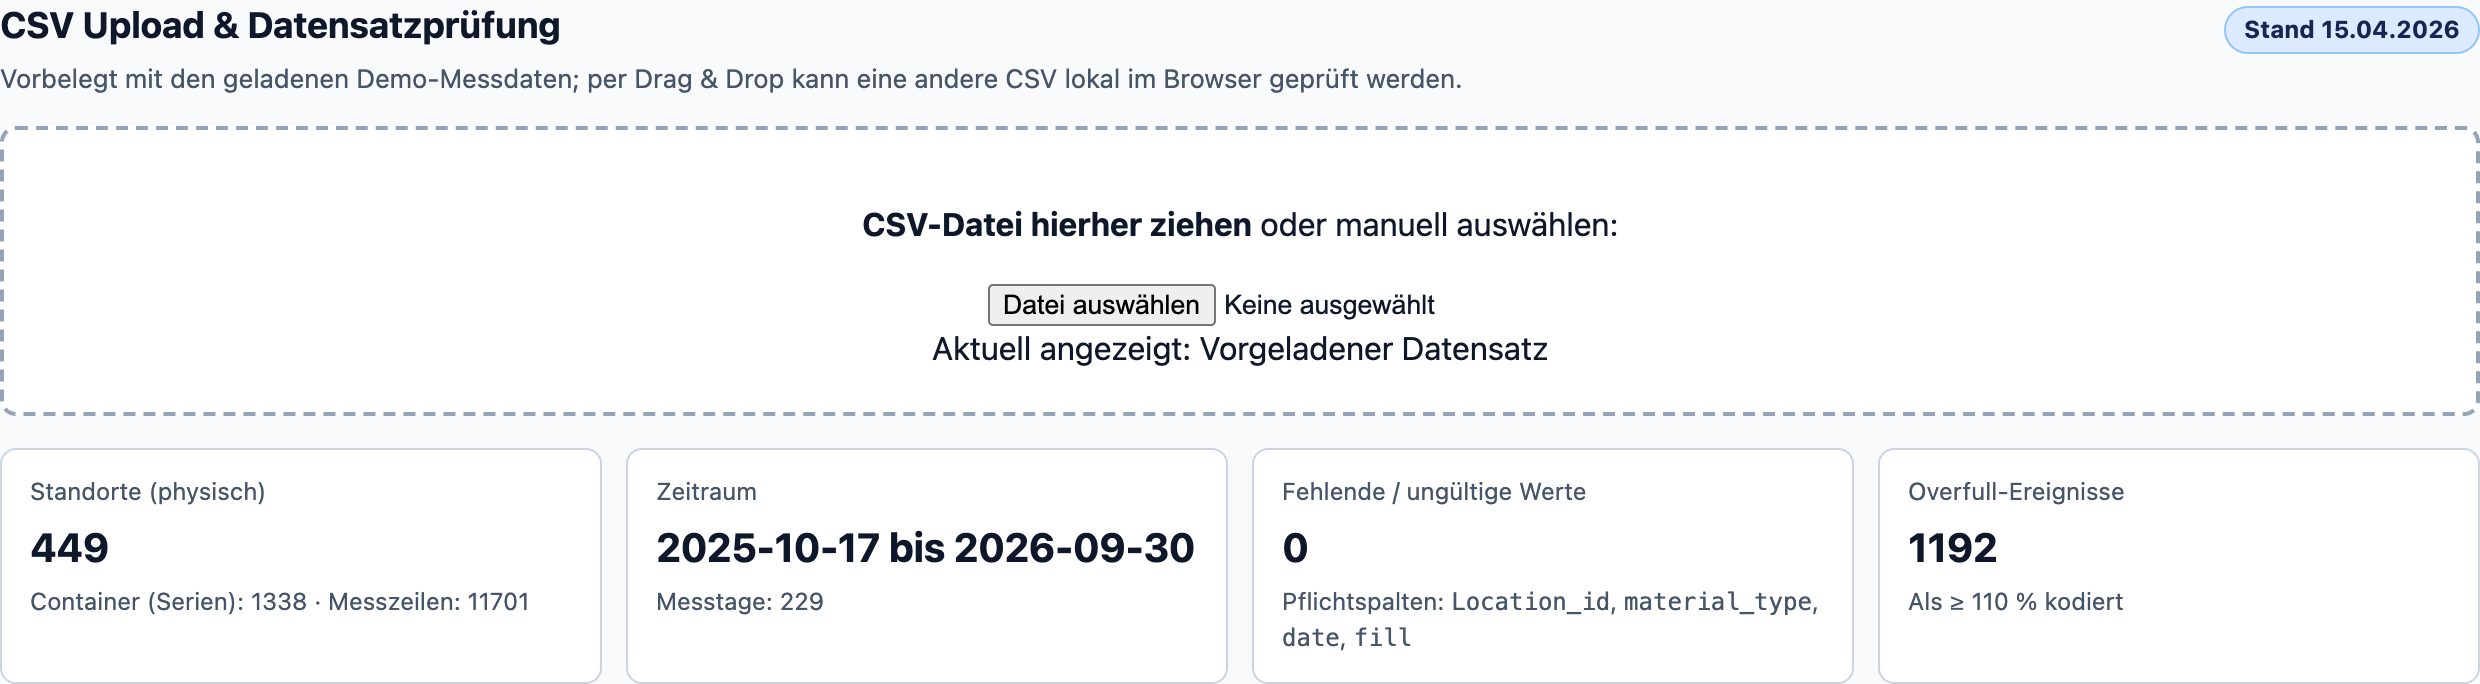 CSV Upload & Datensatzprüfung
Stand 15.04.2026
Vorbelegt mit den geladenen Demo-Messdaten; per Drag & Drop kann eine andere CSV lokal im Browser geprüft werden.
CSV-Datei hierher ziehen oder manuell auswählen:
Datei auswählen Keine ausgewählt
Aktuell angezeigt: Vorgeladener Datensatz
Standorte (physisch)
449
Container (Serien): 1338 · Messzeilen: 11701
Zeitraum
2025-10-17 bis 2026-09-30
Messtage: 229
Fehlende / ungültige Werte
0
Pflichtspalten: Location_id, material_type,
date, fill
Overfull-Ereignisse
1192
Als ≥ 110 % kodiert